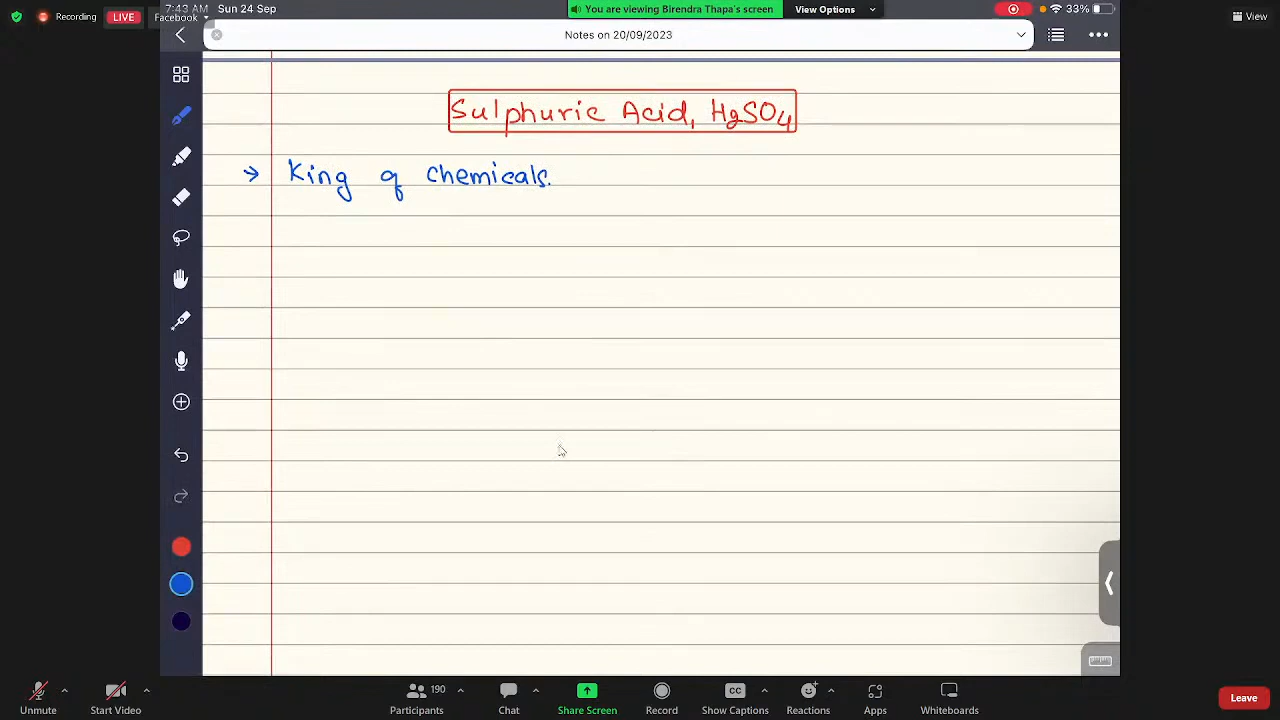 7:43 AM Sun 24 Sep
You are viewing Birendra Thapa's screen
View Options
33%
View
Recording
LIVE
Facebook
Notes on 20/09/2023
Sulphuric Acid, H2SO4
→ King of chemicals.
Unmute
Start Video
190
Participants
Chat
Share Screen
Record
CC
Show Captions
Reactions
Apps
Whiteboards
Leave